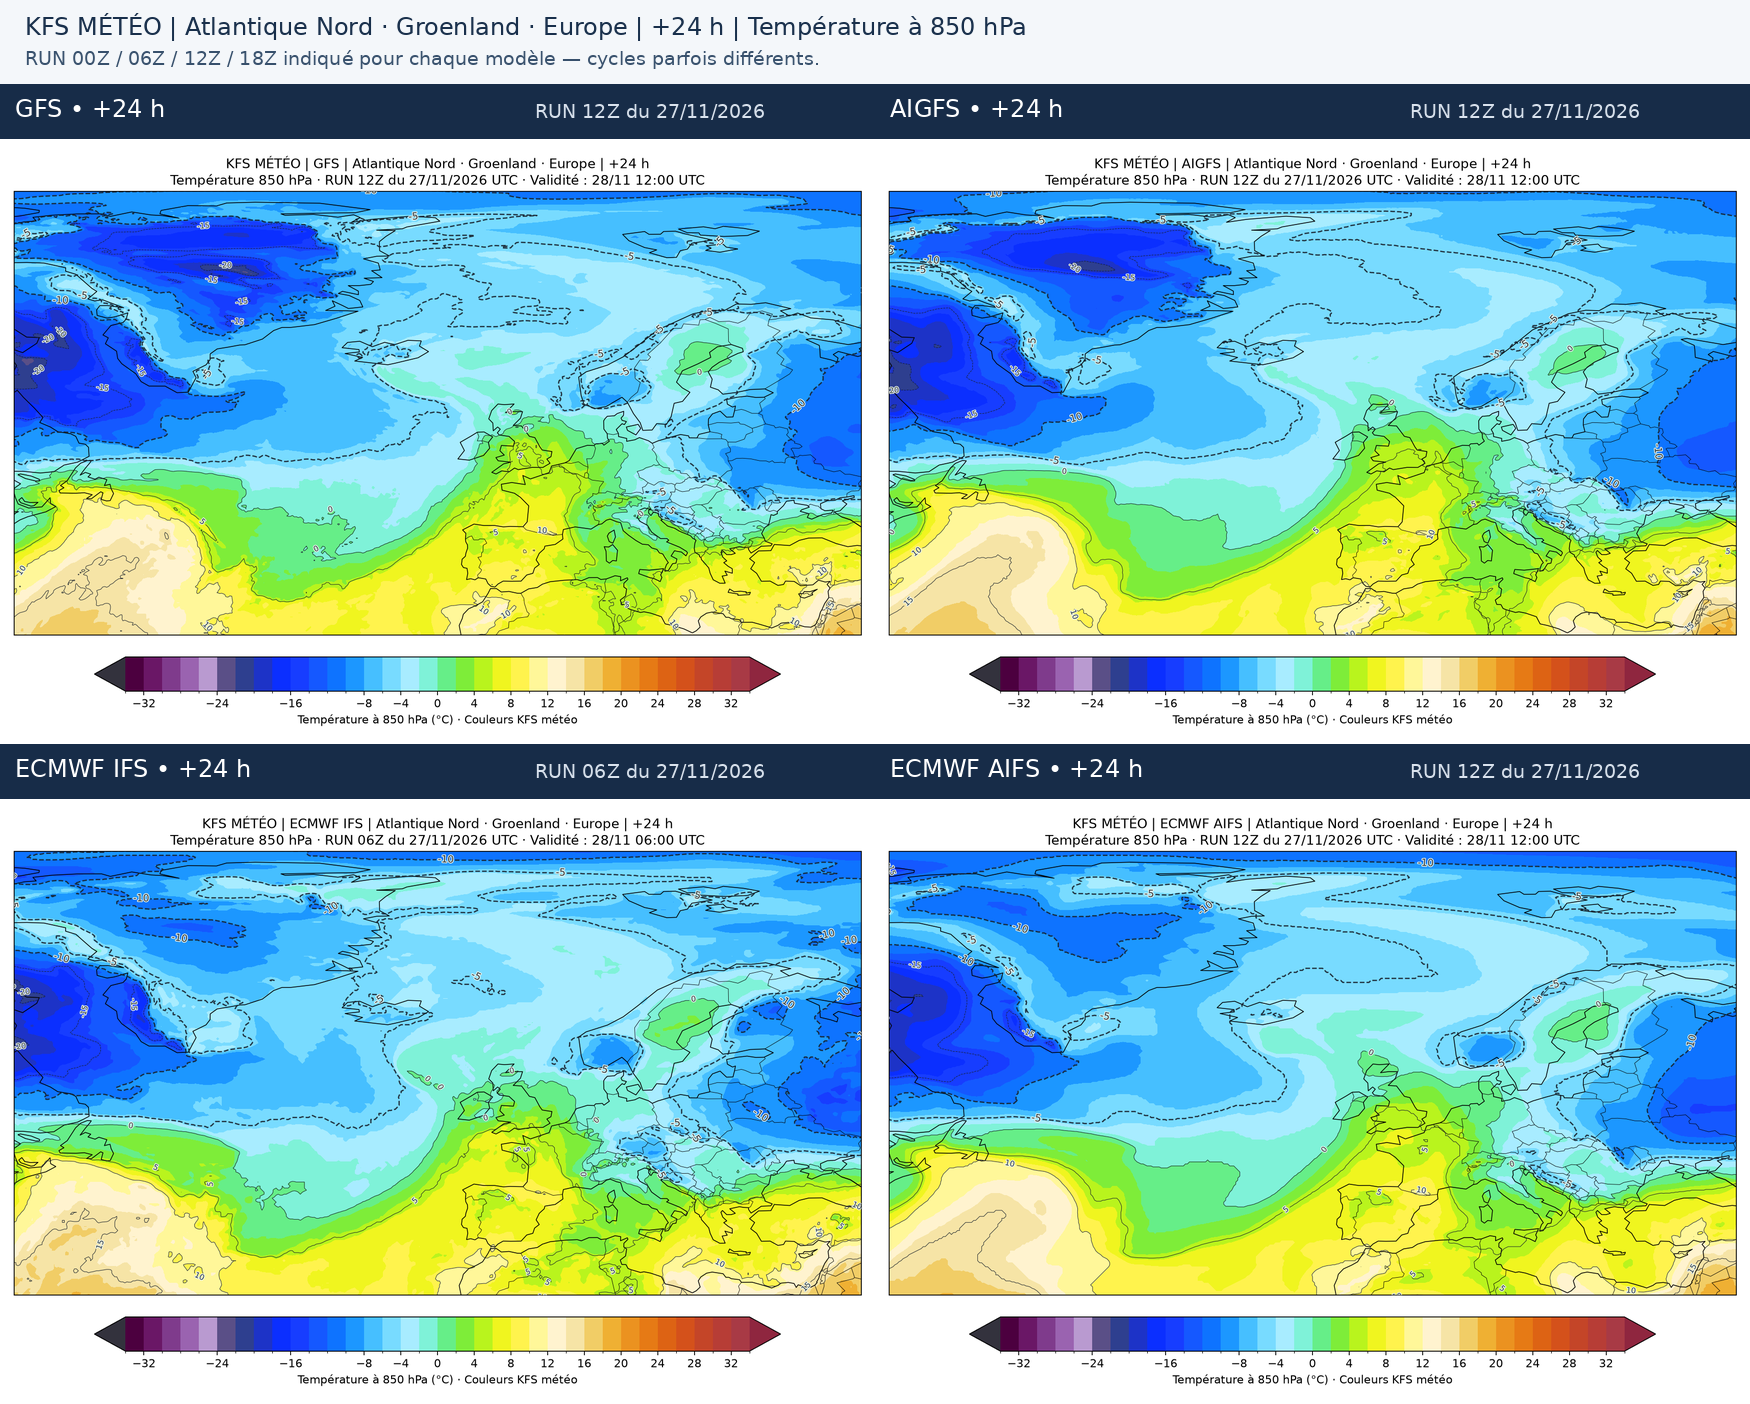 KFS MÉTÉO | Atlantique Nord · Groenland · Europe | +24 h | Température à 850 hPa
RUN 00Z / 06Z / 12Z / 18Z indiqué pour chaque modèle — cycles parfois différents.
GFS • +24 h RUN 12Z du 27/11/2026
KFS MÉTÉO | GFS | Atlantique Nord · Groenland · Europe | +24 h
Température 850 hPa · RUN 12Z du 27/11/2026 UTC · Validité : 28/11 12:00 UTC
−32 −24 −16 −8 −4 0 4 8 12 16 20 24 28 32
Température à 850 hPa (°C) · Couleurs KFS météo
AIGFS • +24 h RUN 12Z du 27/11/2026
KFS MÉTÉO | AIGFS | Atlantique Nord · Groenland · Europe | +24 h
Température 850 hPa · RUN 12Z du 27/11/2026 UTC · Validité : 28/11 12:00 UTC
−32 −24 −16 −8 −4 0 4 8 12 16 20 24 28 32
Température à 850 hPa (°C) · Couleurs KFS météo
ECMWF IFS • +24 h RUN 06Z du 27/11/2026
KFS MÉTÉO | ECMWF IFS | Atlantique Nord · Groenland · Europe | +24 h
Température 850 hPa · RUN 06Z du 27/11/2026 UTC · Validité : 28/11 06:00 UTC
−32 −24 −16 −8 −4 0 4 8 12 16 20 24 28 32
Température à 850 hPa (°C) · Couleurs KFS météo
ECMWF AIFS • +24 h RUN 12Z du 27/11/2026
KFS MÉTÉO | ECMWF AIFS | Atlantique Nord · Groenland · Europe | +24 h
Température 850 hPa · RUN 12Z du 27/11/2026 UTC · Validité : 28/11 12:00 UTC
−32 −24 −16 −8 −4 0 4 8 12 16 20 24 28 32
Température à 850 hPa (°C) · Couleurs KFS météo